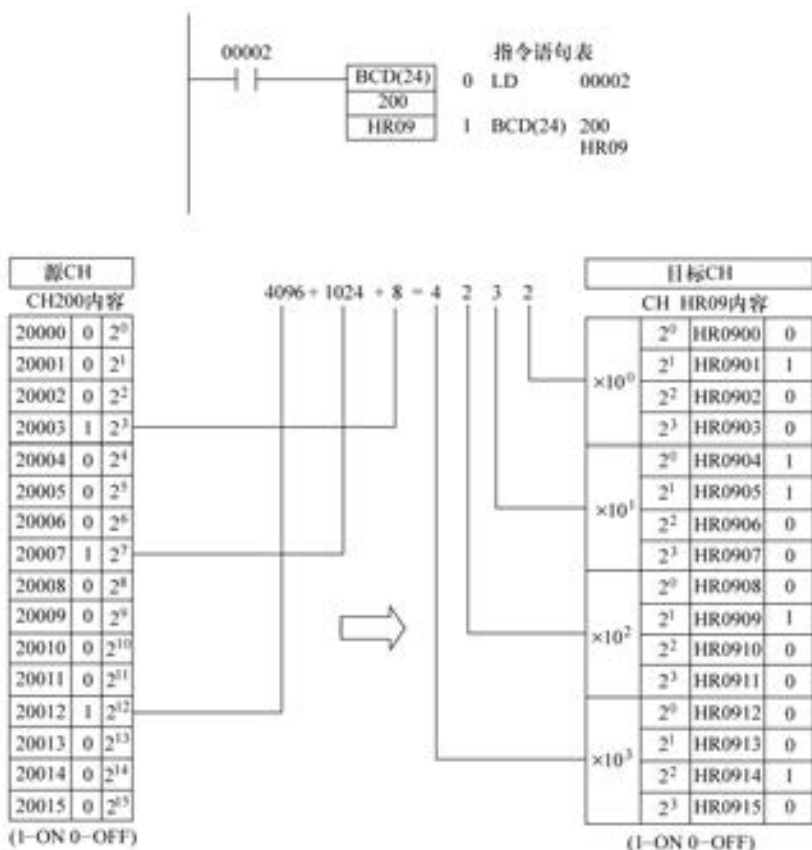 00002
指令语句表
BCD(24)
200
HR09
0 LD 00002
1 BCD(24) 200
HR09
源CH
CH200内容
20000 0 2⁰
20001 0 2¹
20002 0 2²
20003 1 2³
20004 0 2⁴
20005 0 2⁵
20006 0 2⁶
20007 1 2⁷
20008 0 2⁸
20009 0 2⁹
20010 0 2¹⁰
20011 0 2¹¹
20012 1 2¹²
20013 0 2¹³
20014 0 2¹⁴
20015 0 2¹⁵
(1-ON 0-OFF)
4096 + 1024 + 8 = 4 2 3 2
目标CH
CH HR09内容
×10⁰
2⁰ HR0900 0
2¹ HR0901 1
2² HR0902 0
2³ HR0903 0
×10¹
2⁰ HR0904 1
2¹ HR0905 1
2² HR0906 0
2³ HR0907 0
×10²
2⁰ HR0908 0
2¹ HR0909 1
2² HR0910 0
2³ HR0911 0
×10³
2⁰ HR0912 0
2¹ HR0913 0
2² HR0914 1
2³ HR0915 0
(1-ON 0-OFF)